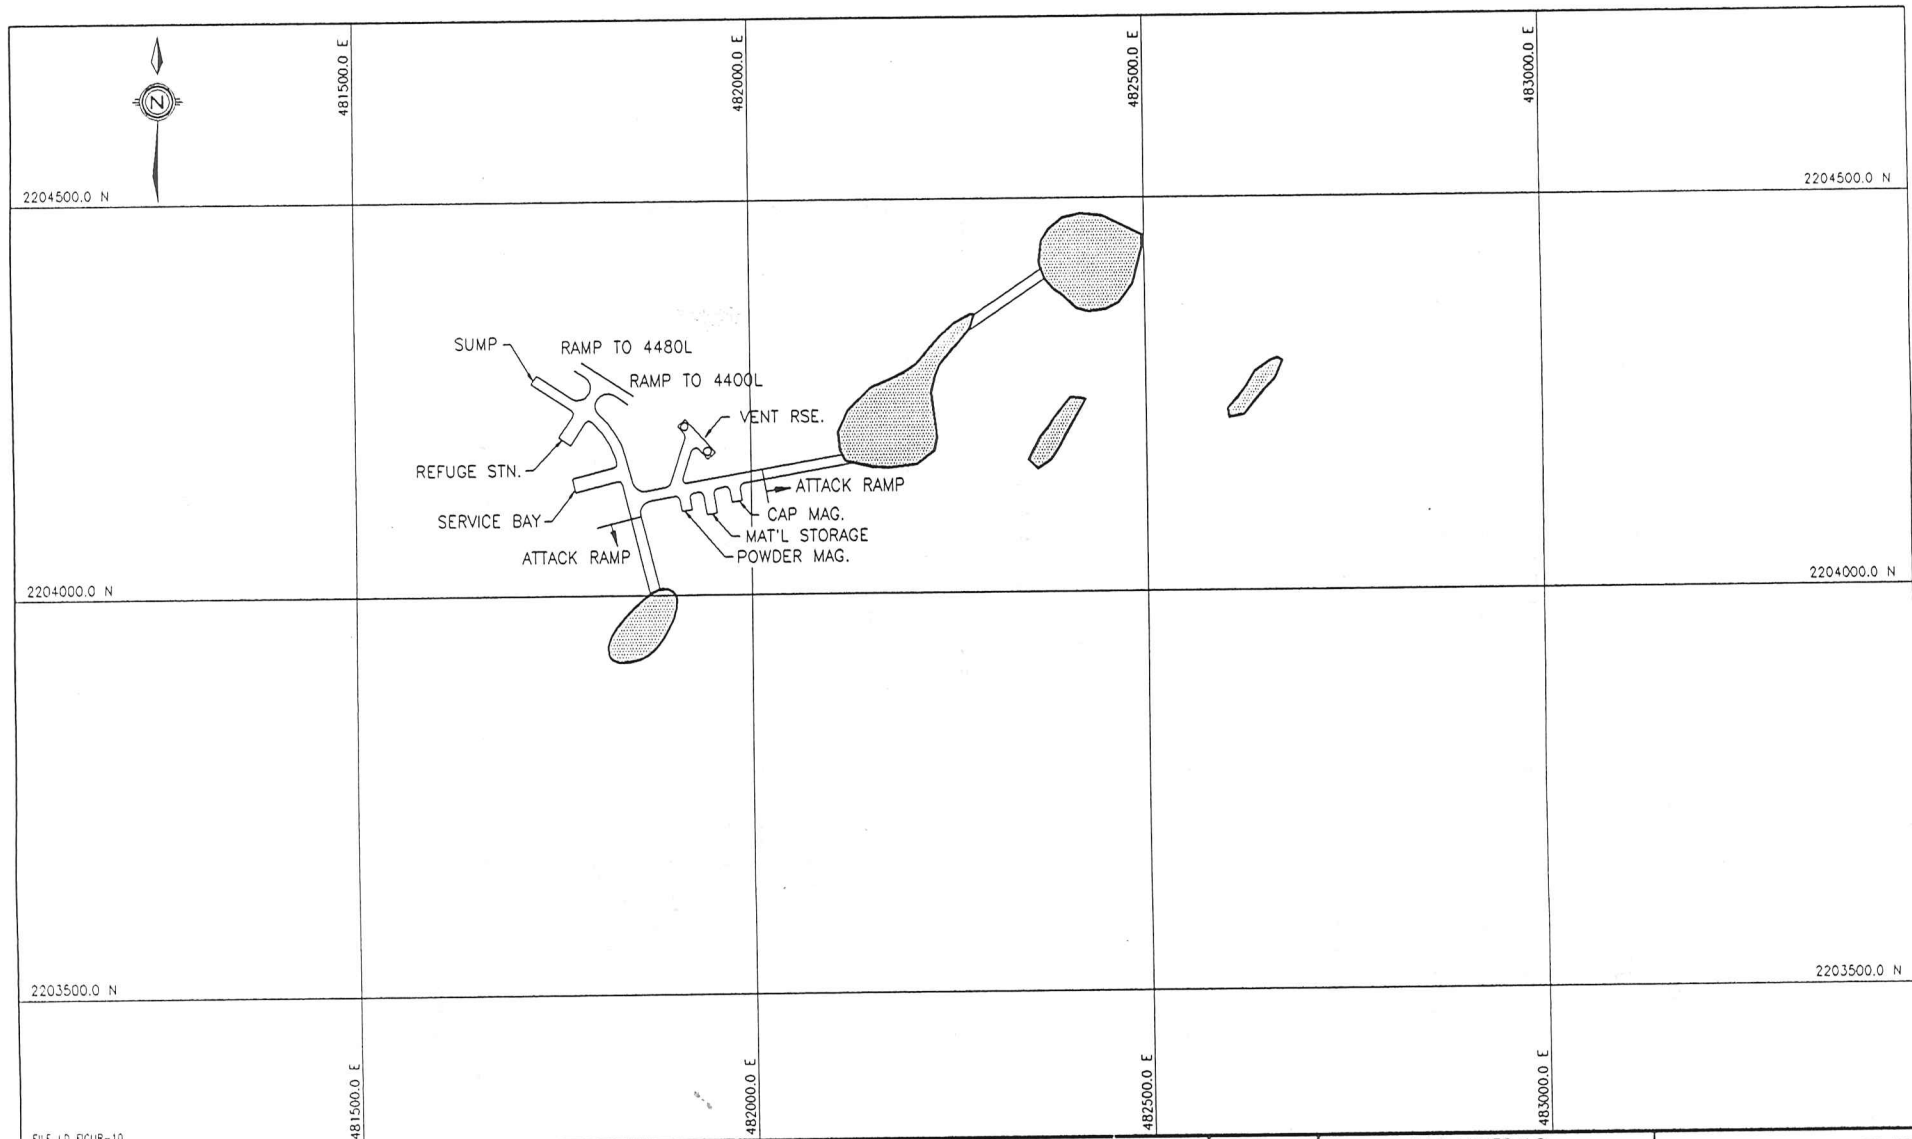 481500.0 E
482000.0 E
482500.0 E
483000.0 E
N
2204500.0 N
2204500.0 N
SUMP
RAMP TO 4480L
RAMP TO 4400L
VENT RSE.
REFUGE STN.
ATTACK RAMP
SERVICE BAY
CAP MAG.
MAT'L STORAGE
ATTACK RAMP
POWDER MAG.
2204000.0 N
2204000.0 N
2203500.0 N
2203500.0 N
481500.0 E
482000.0 E
482500.0 E
483000.0 E